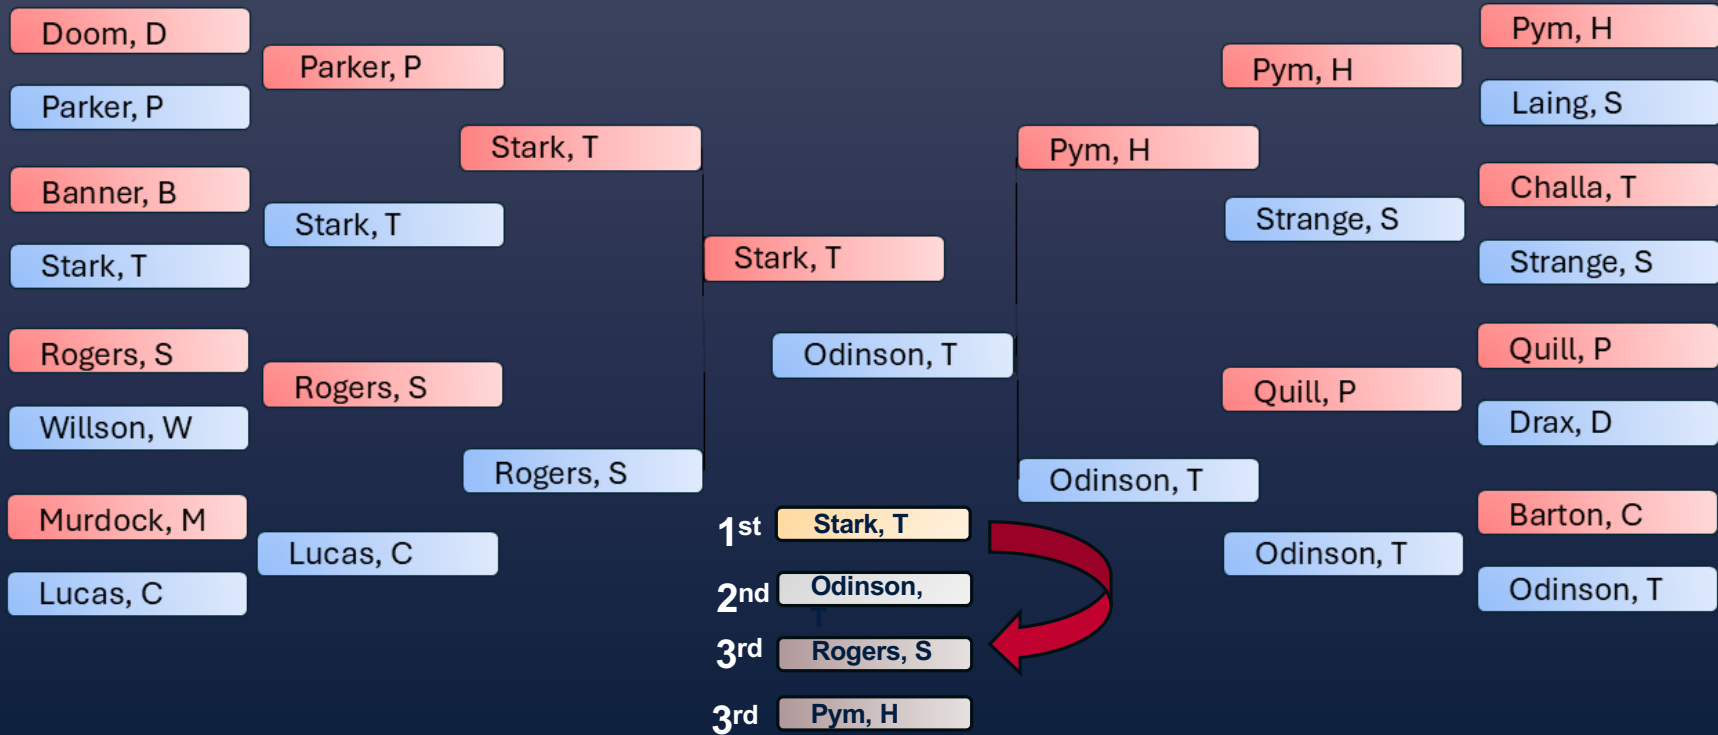 Doom, D
Parker, P
Banner, B
Stark, T
Rogers, S
Willson, W
Murdock, M
Lucas, C
Parker, P
Stark, T
Rogers, S
Lucas, C
Stark, T
Rogers, S
Stark, T
Odinson, T
Pym, H
Odinson, T
Pym, H
Strange, S
Quill, P
Odinson, T
Pym, H
Laing, S
Challa, T
Strange, S
Quill, P
Drax, D
Barton, C
Odinson, T
1st Stark, T
2nd Odinson,
T
3rd Rogers, S
3rd Pym, H